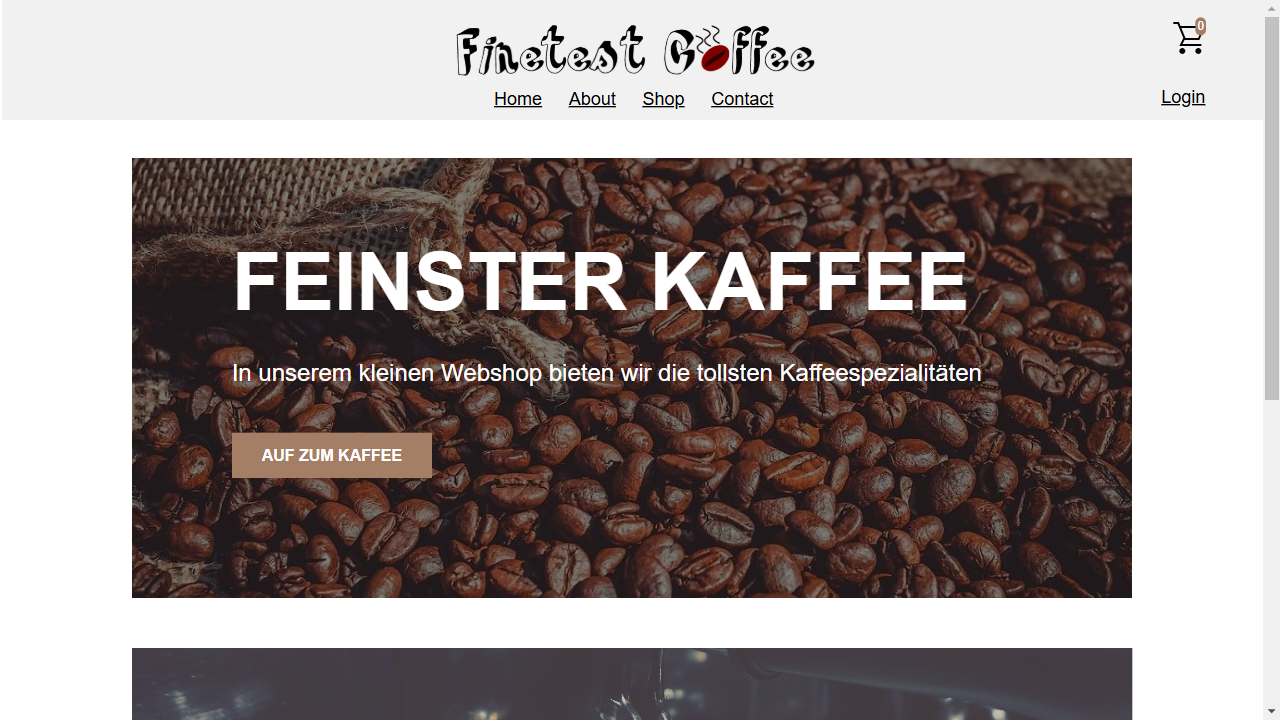 Finetest Coffee
0
Home About Shop Contact
Login
FEINSTER KAFFEE
In unserem kleinen Webshop bieten wir die tollsten Kaffeespezialitäten
AUF ZUM KAFFEE